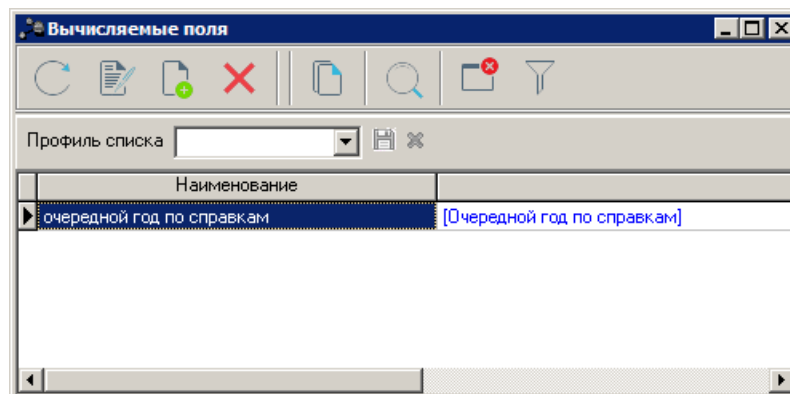 Вычисляемые поля
Профиль списка
Наименование
очередной год по справкам [Очередной год по справкам]